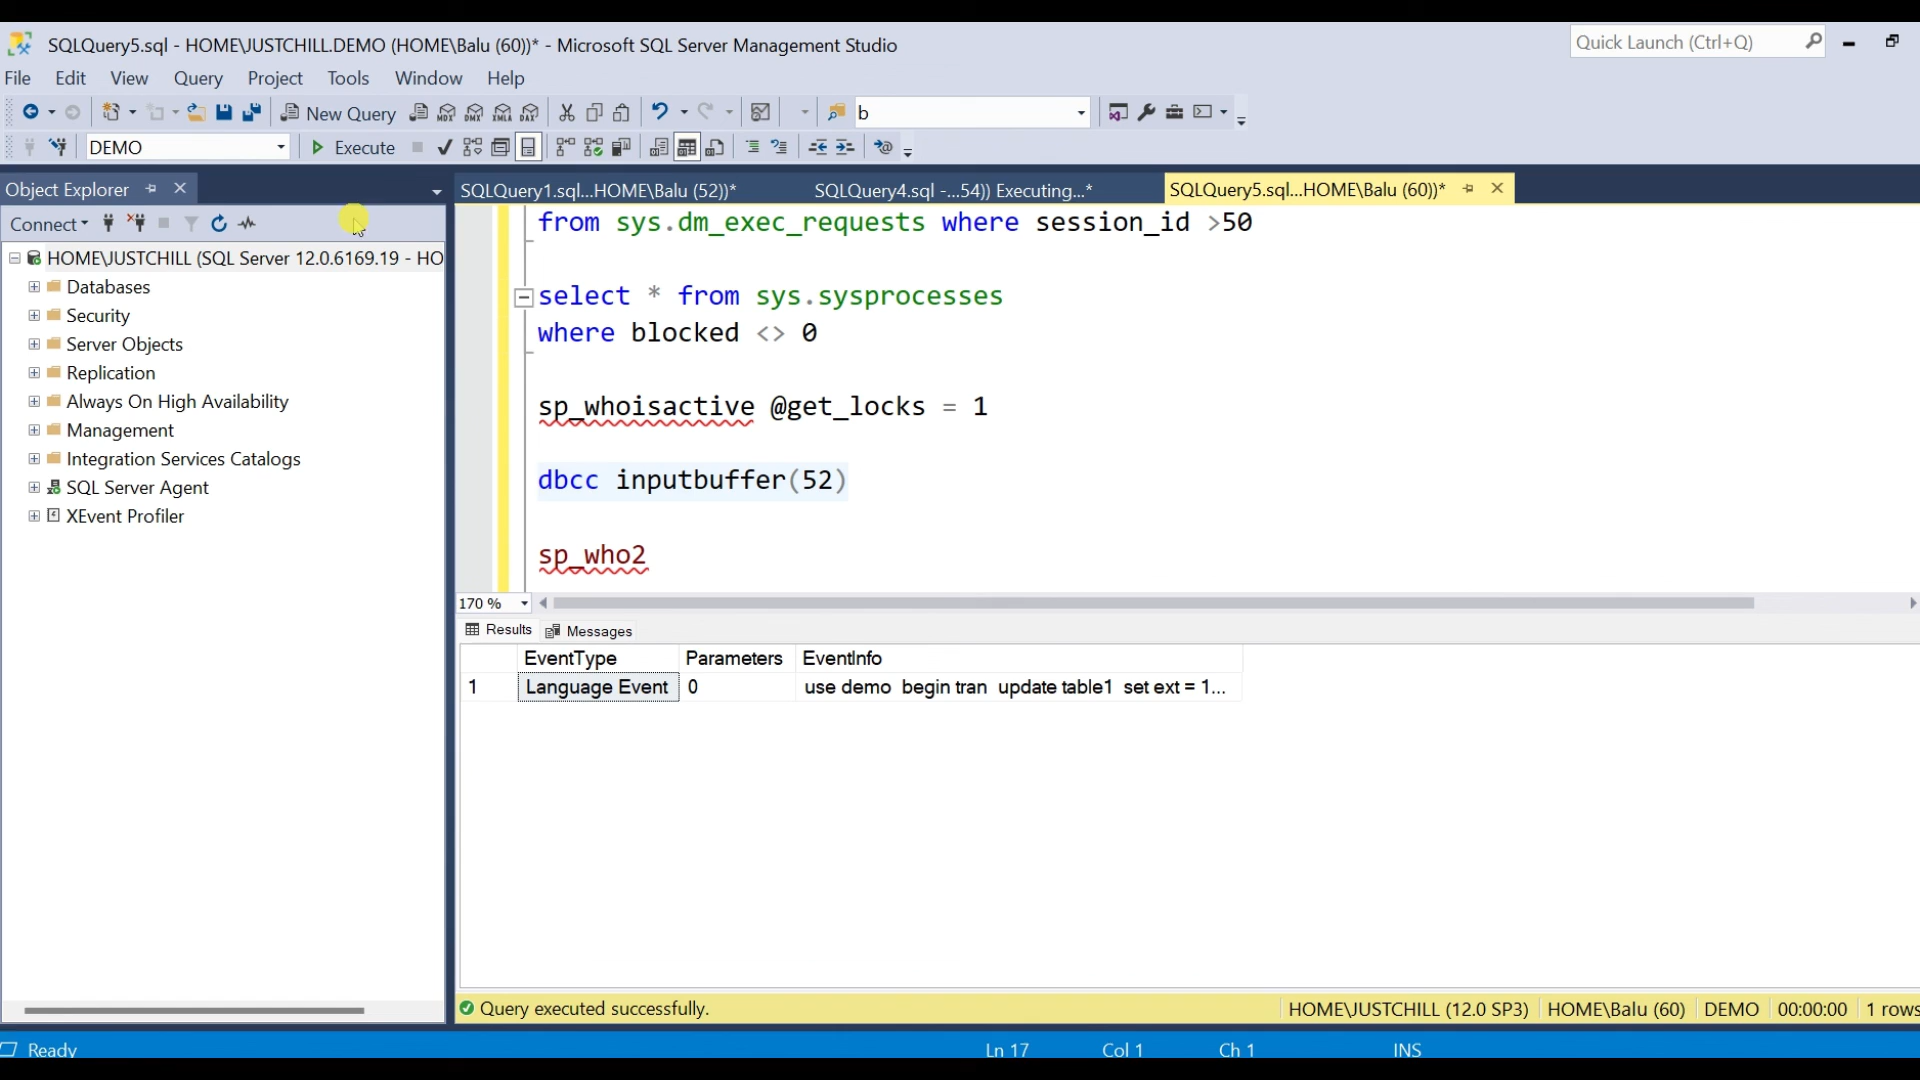 SQLQuery5.sql - HOME\JUSTCHILL.DEMO (HOME\Balu (60))* - Microsoft SQL Server Management Studio
Quick Launch (Ctrl+Q)
File Edit View Query Project Tools Window Help
New Query MDX DMX XMLA DAX b
DEMO Execute
Object Explorer
SQLQuery1.sql...HOME\Balu (52))* SQLQuery4.sql -...54)) Executing...* SQLQuery5.sql...HOME\Balu (60))*
Connect
HOME\JUSTCHILL (SQL Server 12.0.6169.19 - HO
Databases
Security
Server Objects
Replication
Always On High Availability
Management
Integration Services Catalogs
SQL Server Agent
XEvent Profiler
from sys.dm_exec_requests where session_id >50
select * from sys.sysprocesses
where blocked <> 0
sp_whoisactive @get_locks = 1
dbcc inputbuffer(52)
sp_who2
170 %
Results Messages
EventType Parameters EventInfo
1 Language Event 0 use demo begin tran update table1 set ext = 1...
Query executed successfully. HOME\JUSTCHILL (12.0 SP3) HOME\Balu (60) DEMO 00:00:00 1 rows
Ready Ln 17 Col 1 Ch 1 INS